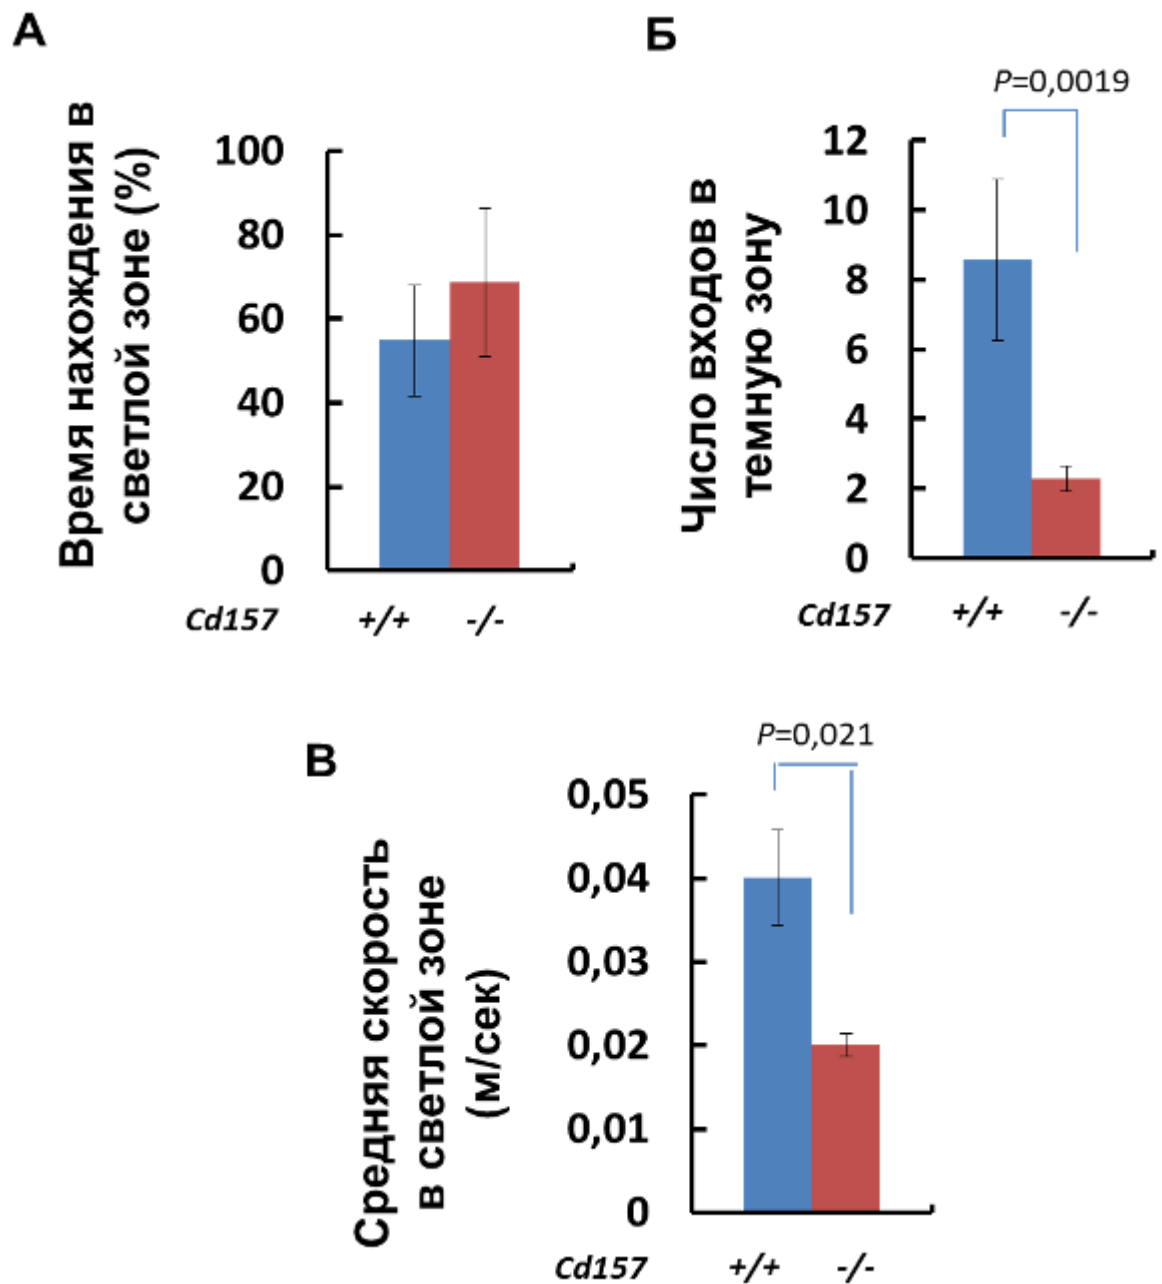 А
Время нахождения в
светлой зоне (%)
100
80
60
40
20
0
Cd157 +/+ -/-
Б
P=0,0019
Число входов в
темную зону
12
10
8
6
4
2
0
Cd157 +/+ -/-
В
P=0,021
Средняя скорость
в светлой зоне
(м/сек)
0,05
0,04
0,03
0,02
0,01
0
Cd157 +/+ -/-